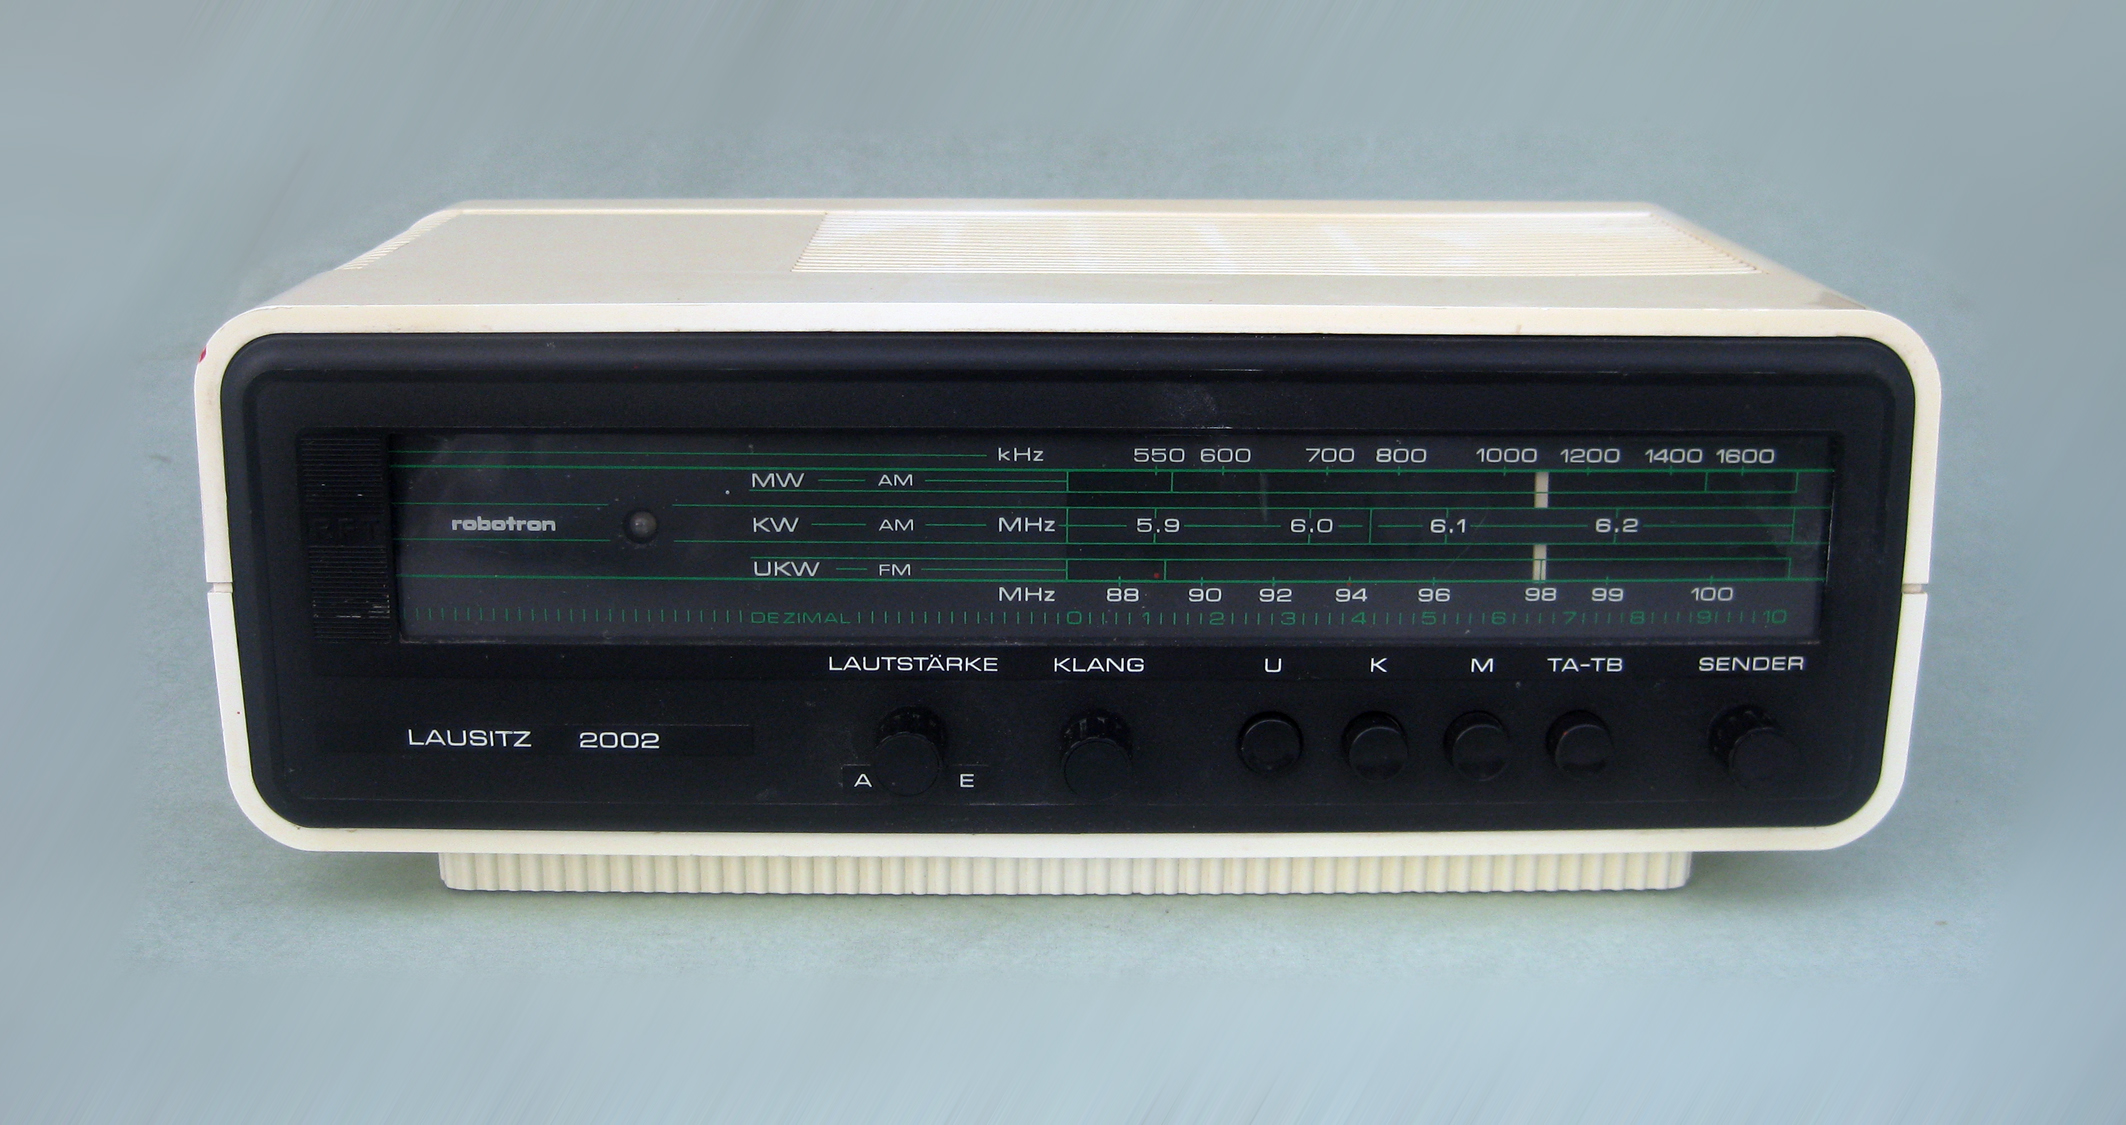 kHz 550 600 700 800 1000 1200 1400 1600
MW AM
RFT robotron KW AM MHz 5.9 6.0 6.1 6.2
UKW FM
MHz 88 90 92 94 96 98 99 100
DEZIMAL 0 1 2 3 4 5 6 7 8 9 10
LAUTSTÄRKE KLANG U K M TA-TB SENDER
LAUSITZ 2002
A E